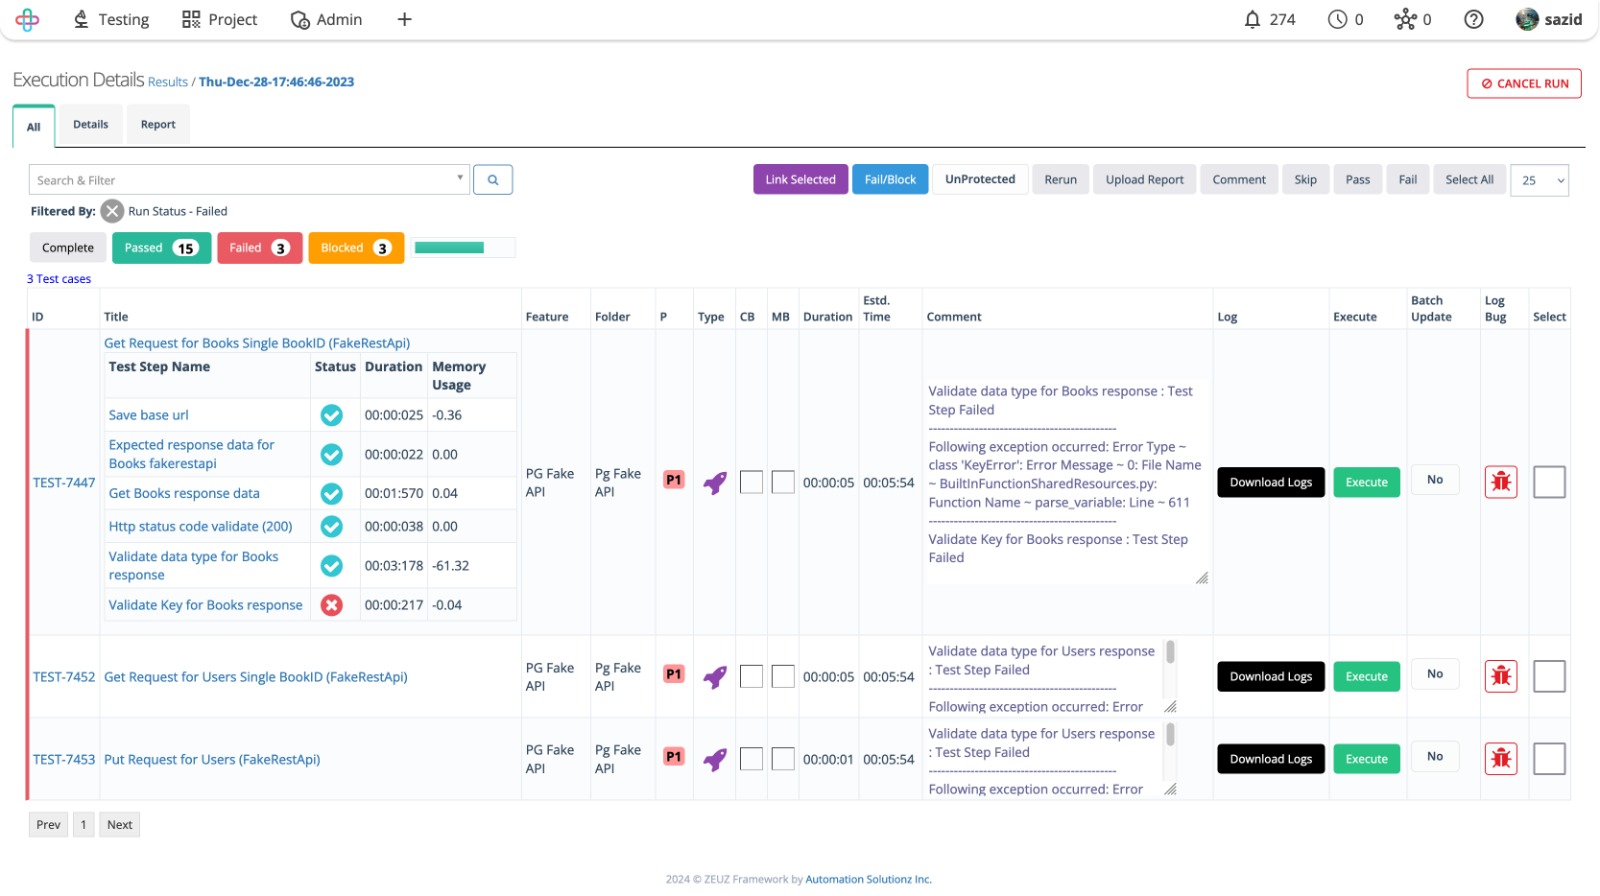 Testing Project Admin + 274 0 0 sazid
Execution Details Results / Thu-Dec-28-17:46:46-2023
CANCEL RUN
All Details Report
Search & Filter
Link Selected Fail/Block UnProtected Rerun Upload Report Comment Skip Pass Fail Select All 25
Filtered By: Run Status - Failed
Complete Passed 15 Failed 3 Blocked 3
3 Test cases
ID Title Feature Folder P Type CB MB Duration Estd. Time Comment Log Execute Batch Update Log Bug Select
TEST-7447
Get Request for Books Single BookID (FakeRestApi)
Test Step Name Status Duration Memory Usage
Save base url 00:00:025 -0.36
Expected response data for
Books fakerestapi
00:00:022 0.00
Get Books response data 00:01:570 0.04
Http status code validate (200) 00:00:038 0.00
Validate data type for Books
response
00:03:178 -61.32
Validate Key for Books response 00:00:217 -0.04
PG Fake
API
Pg Fake
API
P1
00:00:05 00:05:54
Validate data type for Books response : Test
Step Failed
----------------------------------------------
Following exception occurred: Error Type ~
class 'KeyError': Error Message ~ 0: File Name
~ BuiltInFunctionSharedResources.py:
Function Name ~ parse_variable: Line ~ 611
----------------------------------------------
Validate Key for Books response : Test Step
Failed
Download Logs Execute No
TEST-7452 Get Request for Users Single BookID (FakeRestApi)
PG Fake
API
Pg Fake
API
P1
00:00:05 00:05:54
Validate data type for Users response
: Test Step Failed
----------------------------------------------
Following exception occurred: Error
Download Logs Execute No
TEST-7453 Put Request for Users (FakeRestApi)
PG Fake
API
Pg Fake
API
P1
00:00:01 00:05:54
Validate data type for Users response
: Test Step Failed
----------------------------------------------
Following exception occurred: Error
Download Logs Execute No
Prev 1 Next
2024 © ZEUZ Framework by Automation Solutionz Inc.